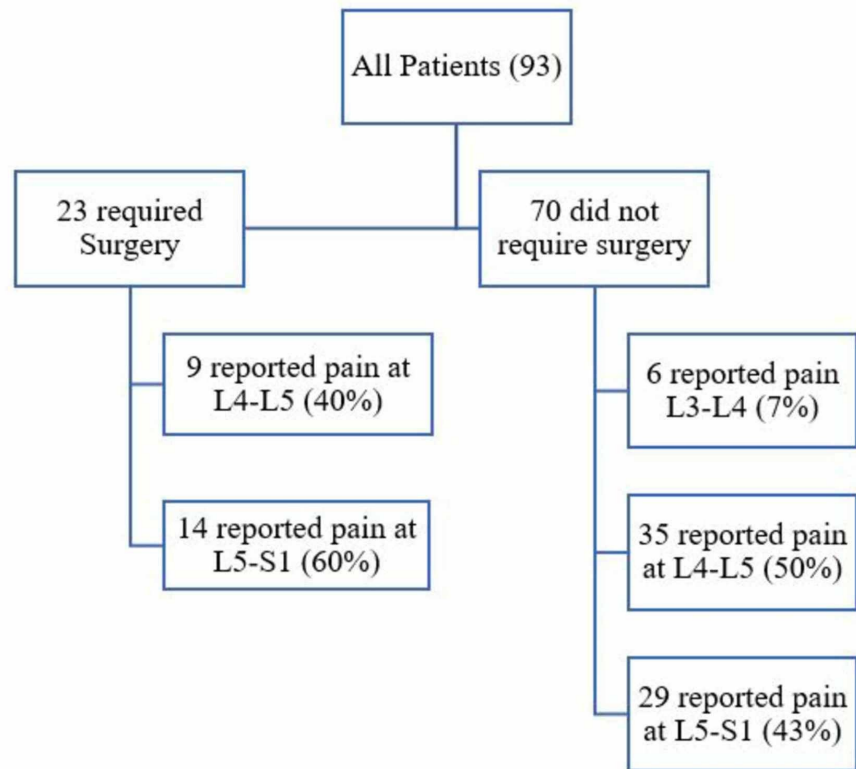 All Patients (93)
23 required
Surgery
70 did not
require surgery
9 reported pain at
L4-L5 (40%)
14 reported pain at
L5-S1 (60%)
6 reported pain
L3-L4 (7%)
35 reported pain
at L4-L5 (50%)
29 reported pain
at L5-S1 (43%)